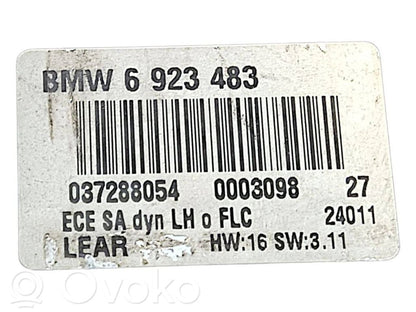 BMW 6 923 483
037288054 0003098 27
ECE SA dyn LH o FLC 24011
LEAR HW:16 SW:3.11
© OVOKO
© OVOKO